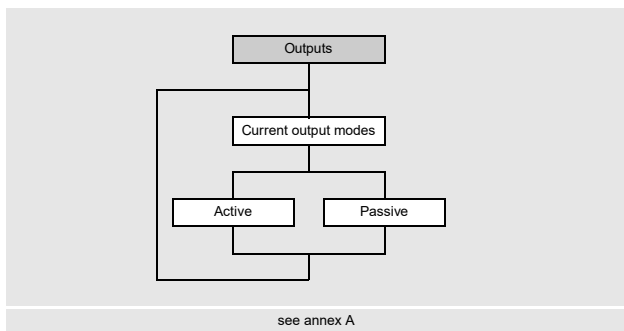 Outputs
Current output modes
Active
Passive
see annex A